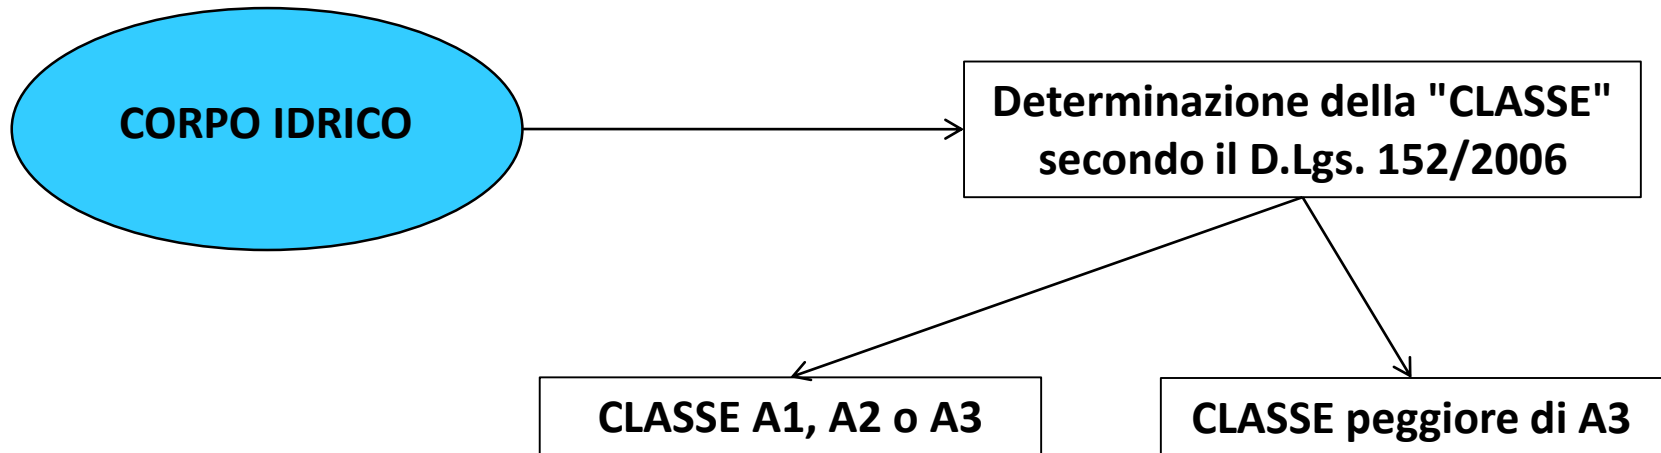 CORPO IDRICO
Determinazione della "CLASSE"
secondo il D.Lgs. 152/2006
CLASSE A1, A2 o A3
CLASSE peggiore di A3